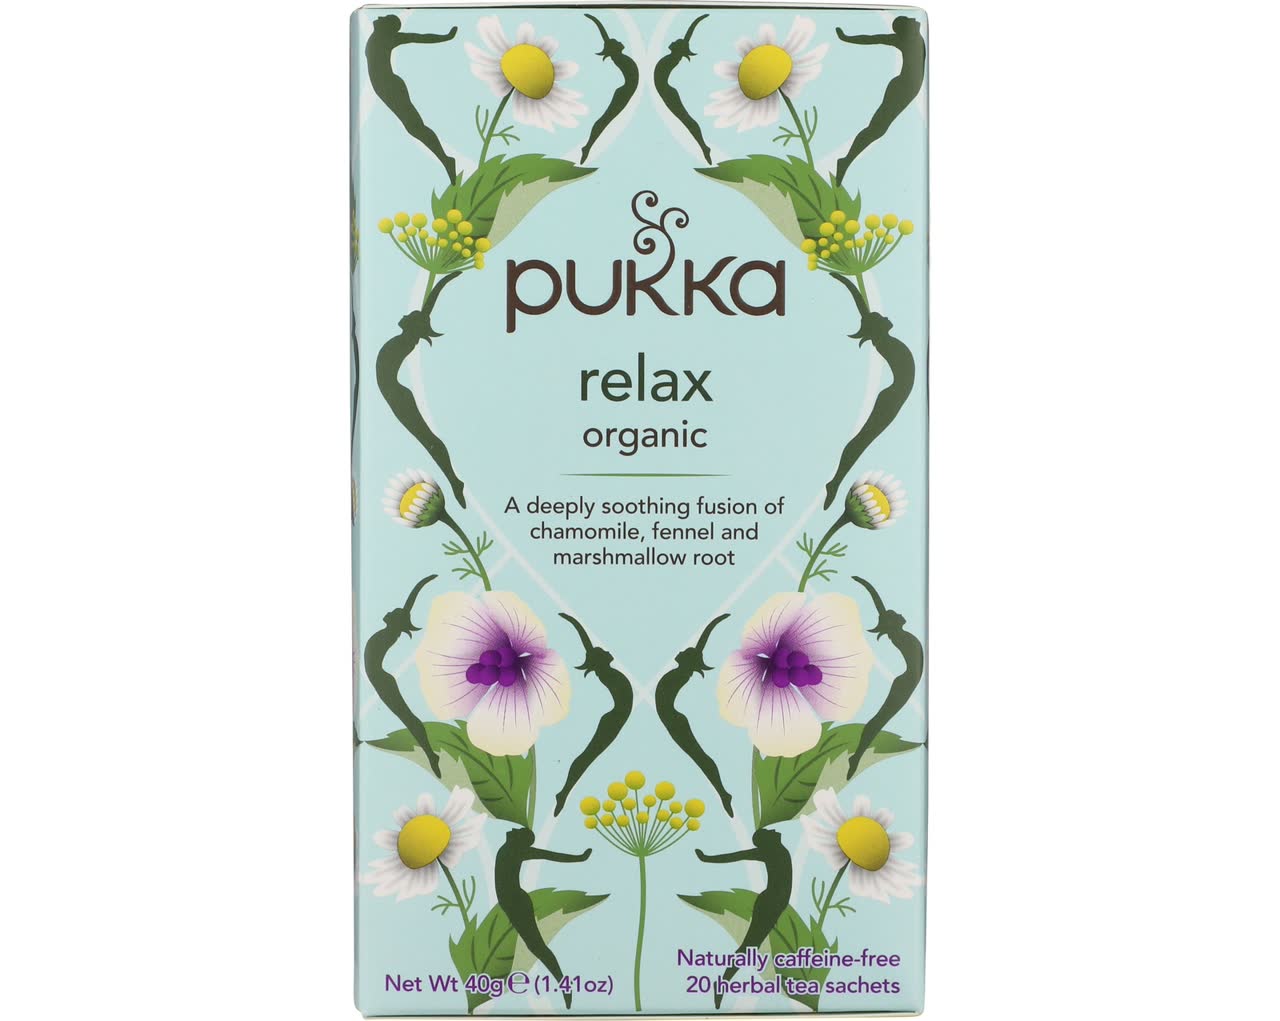 pukka
relax
organic
A deeply soothing fusion of
chamomile, fennel and
marshmallow root
Naturally caffeine-free
Net Wt 40g ℮ (1.41oz)
20 herbal tea sachets